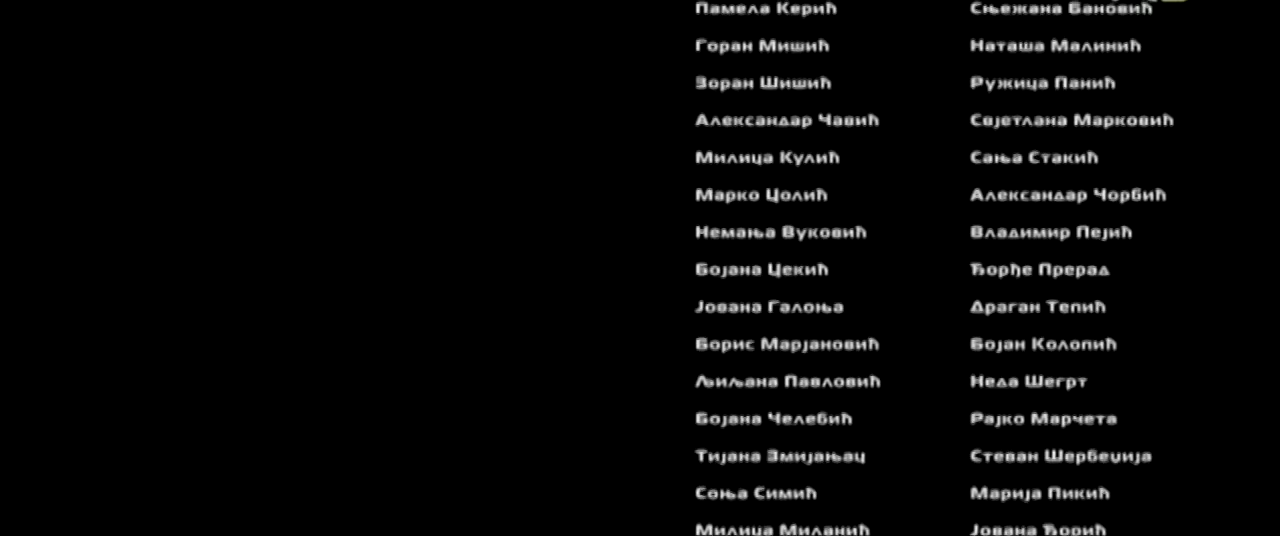 Памела Керић Сњежана Бановић
Горан Мишић Наташа Малинић
Зоран Шишић Ружица Панић
Александар Чавић Свјетлана Марковић
Милица Кулић Сања Стакић
Марко Цолић Александар Чорбић
Немања Вуковић Владимир Пејић
Бојана Цекић Ђорђе Прерад
Јована Галоња Драган Тепић
Борис Марјановић Бојан Колопић
Љиљана Павловић Неда Шегрт
Бојана Челебић Рајко Марчета
Тијана Змијањац Стеван Шербеџија
Соња Симић Марија Пикић
Милица Миланић Јована Ђорић